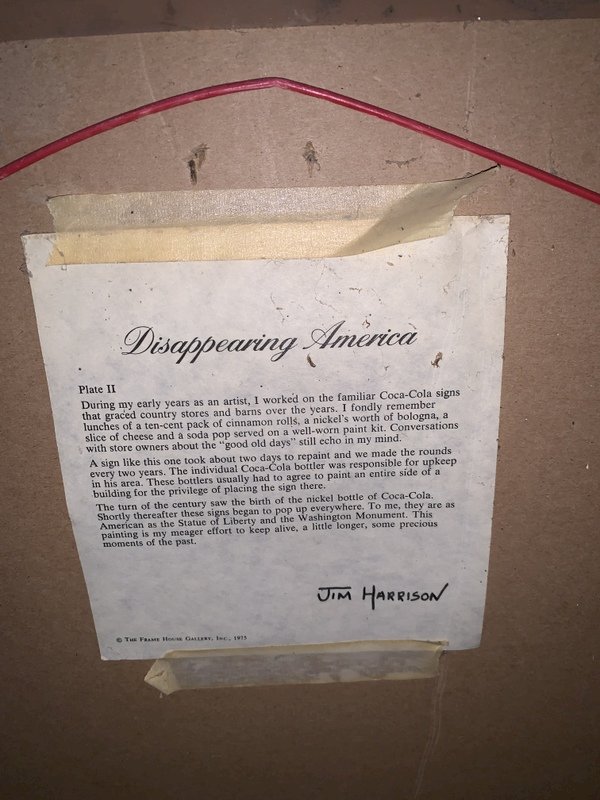 Disappearing America
Plate II
During my early years as an artist, I worked on the familiar Coca-Cola signs
that graced country stores and barns over the years. I fondly remember
lunches of a ten-cent pack of cinnamon rolls, a nickel's worth of bologna, a
slice of cheese and a soda pop served on a well-worn paint kit. Conversations
with store owners about the "good old days" still echo in my mind.
A sign like this one took about two days to repaint and we made the rounds
every two years. The individual Coca-Cola bottler was responsible for upkeep
in his area. These bottlers usually had to agree to paint an entire side of a
building for the privilege of placing the sign there.
The turn of the century saw the birth of the nickel bottle of Coca-Cola.
Shortly thereafter these signs began to pop up everywhere. To me, they are as
American as the Statue of Liberty and the Washington Monument. This
painting is my meager effort to keep alive, a little longer, some precious
moments of the past.
JIM HARRISON
© THE FRAME HOUSE GALLERY, INC., 1975